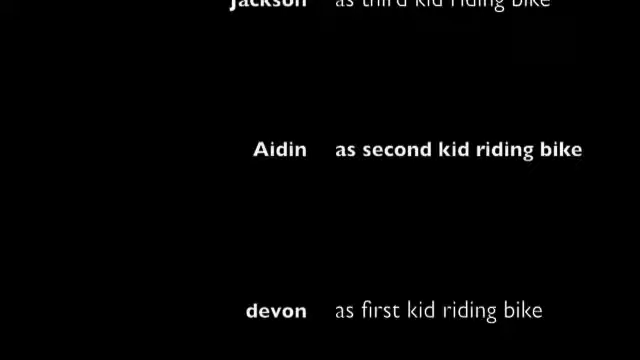 Jackson as third kid riding bike
Aidin as second kid riding bike
devon as first kid riding bike